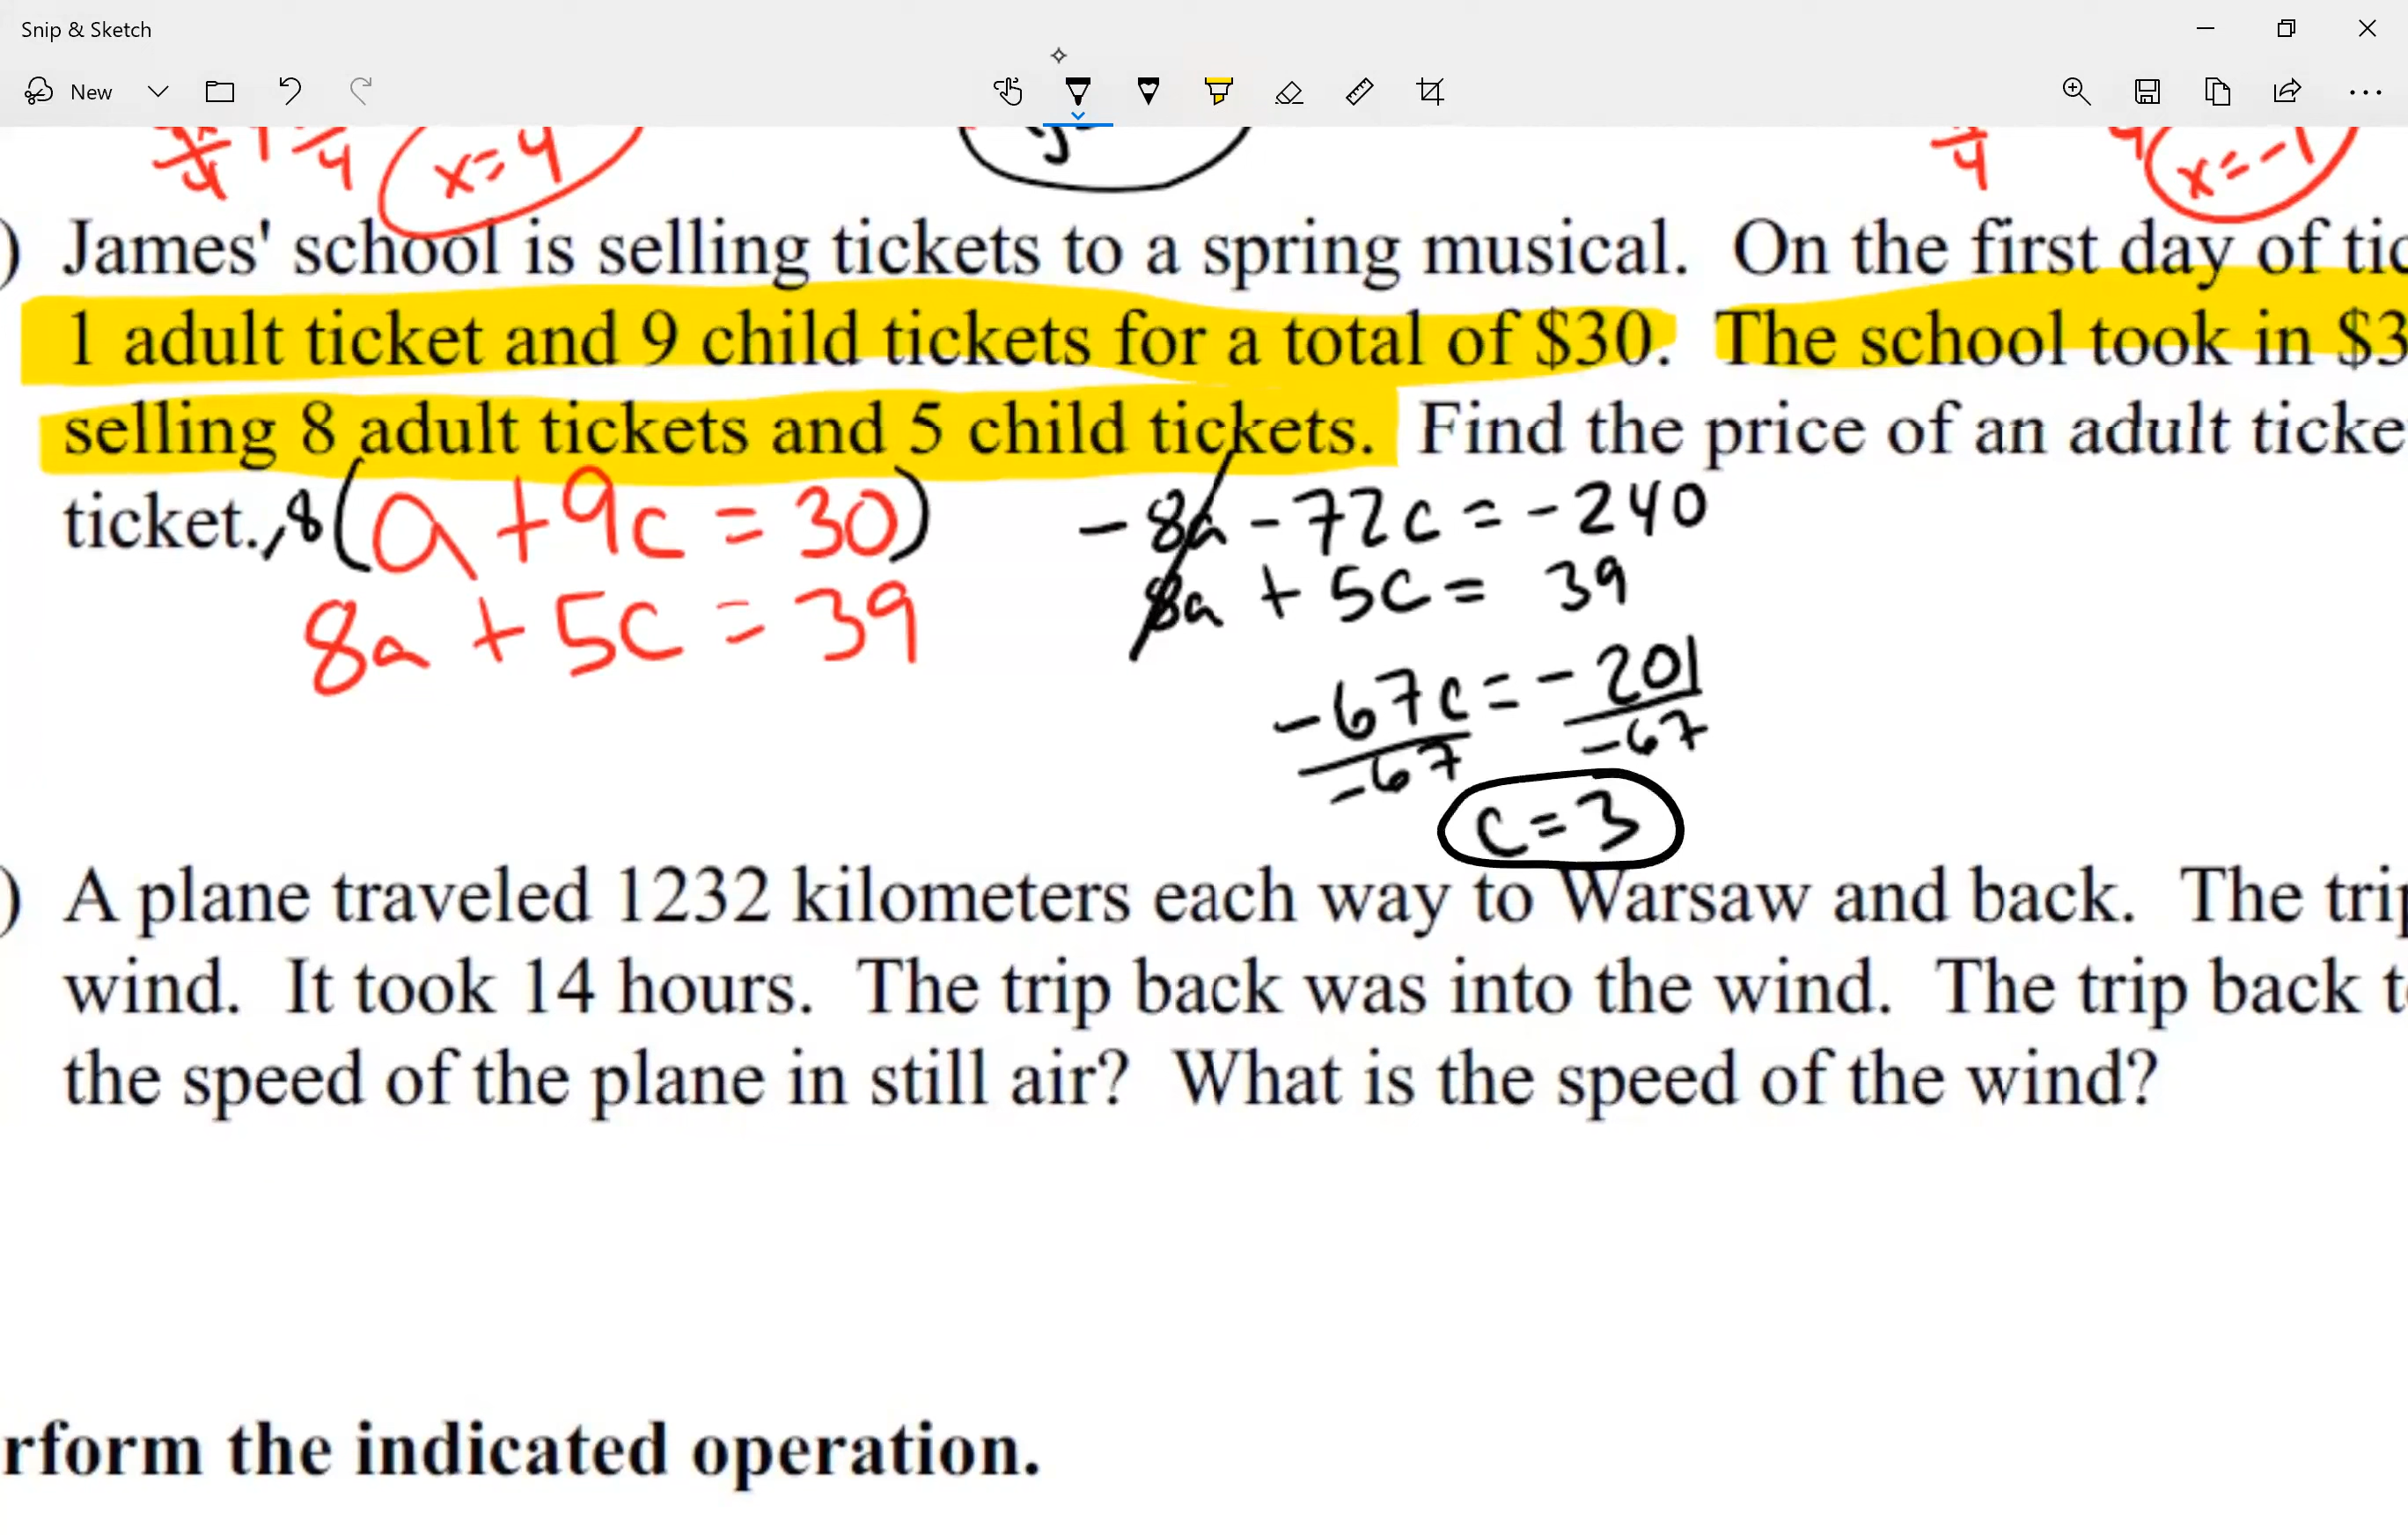 Snip & Sketch
New
x=4
x=-1
) James' school is selling tickets to a spring musical. On the first day of tic
1 adult ticket and 9 child tickets for a total of $30. The school took in $3
selling 8 adult tickets and 5 child tickets. Find the price of an adult ticke
ticket.
-8(a+9c=30)
8a+5c=39
-8a-72c=-240
8a+5c=39
-67c=-201
-67 -67
c=3
) A plane traveled 1232 kilometers each way to Warsaw and back. The trip
wind. It took 14 hours. The trip back was into the wind. The trip back t
the speed of the plane in still air? What is the speed of the wind?
rform the indicated operation.